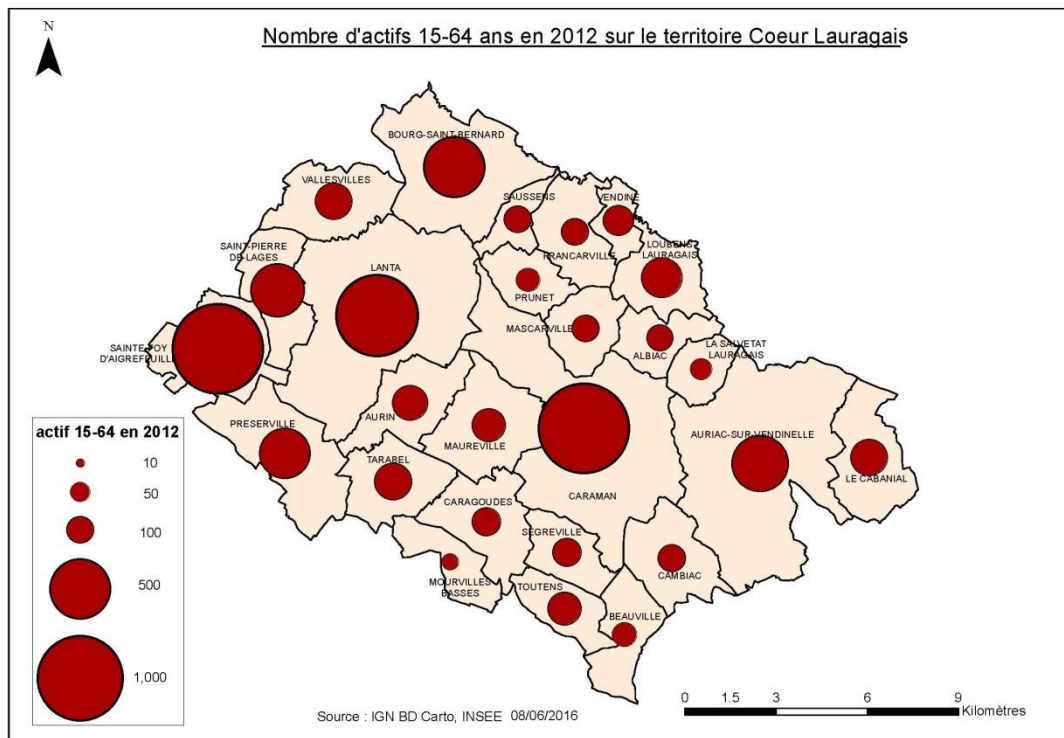 N
Nombre d'actifs 15-64 ans en 2012 sur le territoire Coeur Lauragais
BOURG-SAINT-BERNARD
VALLESVILLES
SAUSSENS
VENDINE
SAINT-PIERRE
DE-LAGES
LANTA
FRANCARVILLE
LOUBENS
LAURAGAIS
PRUNET
MASCARVILLE
SAINTE-FOY
D'AIGREFEUILLE
ALBIAC
LA SALVETAT
LAURAGAIS
AURIN
PRESERVILLE
MAUREVILLE
AURIAC-SUR-VENDINELLE
TARABEL
LE CABANIAL
CARAGOUDES
CARAMAN
SEGREVILLE
CAMBIAC
MOURVILLES
BASSES
TOUTENS
BEAUVILLE
actif 15-64 en 2012
10
50
100
500
1,000
Source : IGN BD Carto, INSEE 08/06/2016
0 1.5 3 6 9
Kilomètres